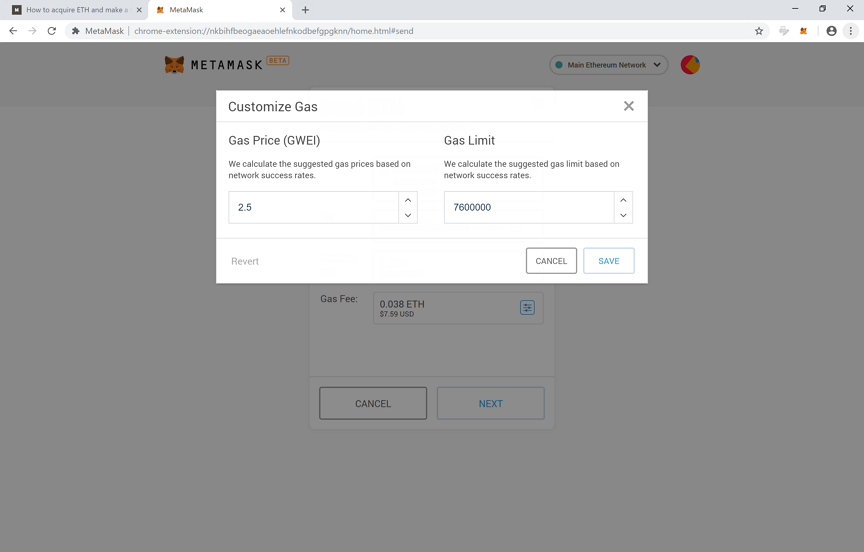 How to acquire ETH and make a
MetaMask
MetaMask
chrome-extension://nkbihfbeogaeaoehlefnkodbefgpgknn/home.html#send
METAMASK BETA
Main Ethereum Network
Customize Gas
Gas Price (GWEI)
We calculate the suggested gas prices based on
network success rates.
2.5
Gas Limit
We calculate the suggested gas limit based on
network success rates.
7600000
Revert
CANCEL
SAVE
Gas Fee:
0.038 ETH
$7.59 USD
CANCEL
NEXT